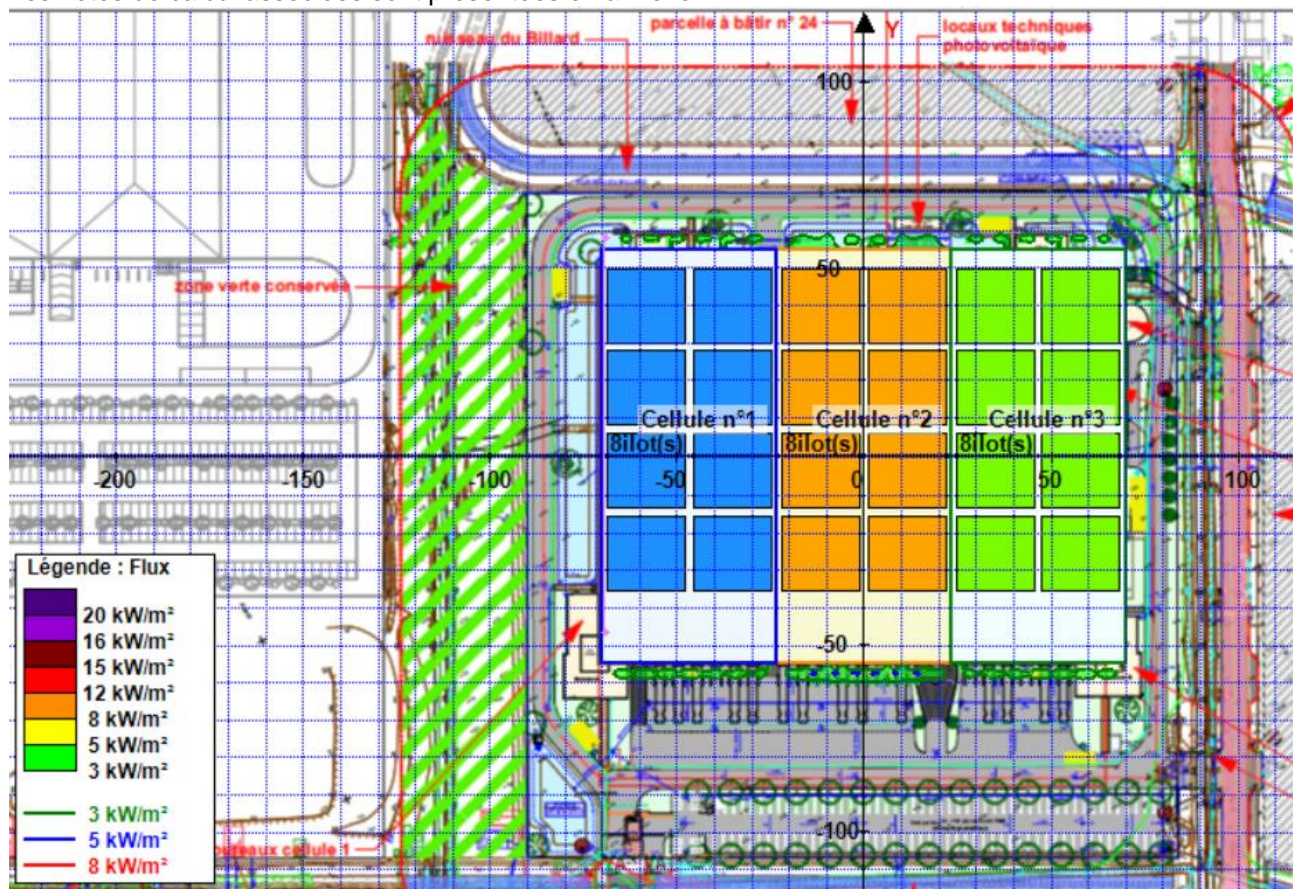 parcelle à bâtir n° 24
Y
locaux techniques
photovoltaïque
ruisseau du Billard
100
zone verte conservée
50
Cellule n°1
Cellule n°2
Cellule n°3
8ilot(s)
8ilot(s)
8ilot(s)
-200
-150
-100
-50
0
50
100
Légende : Flux
20 kW/m²
16 kW/m²
15 kW/m²
12 kW/m²
8 kW/m²
5 kW/m²
3 kW/m²
3 kW/m²
5 kW/m²
8 kW/m²
-50
-100
cellule 1